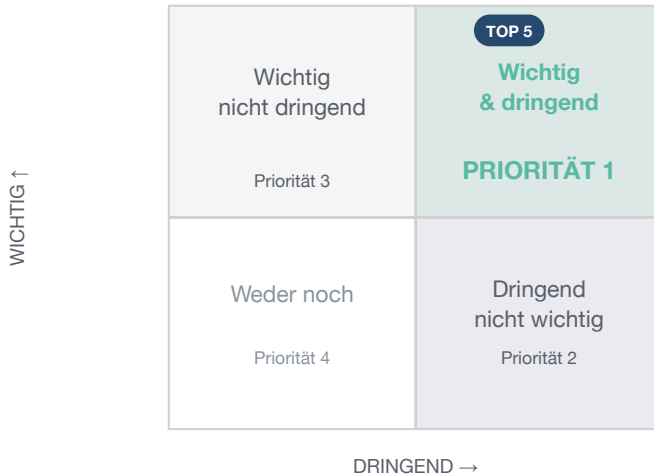 TOP 5
Wichtig
nicht dringend
Priorität 3
Wichtig
& dringend
PRIORITÄT 1
WICHTIG ↑
Weder noch
Priorität 4
Dringend
nicht wichtig
Priorität 2
DRINGEND →